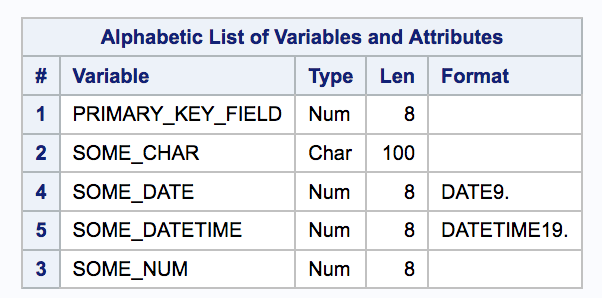 Alphabetic List of Variables and Attributes
# Variable Type Len Format
1 PRIMARY_KEY_FIELD Num 8
2 SOME_CHAR Char 100
4 SOME_DATE Num 8 DATE9.
5 SOME_DATETIME Num 8 DATETIME19.
3 SOME_NUM Num 8